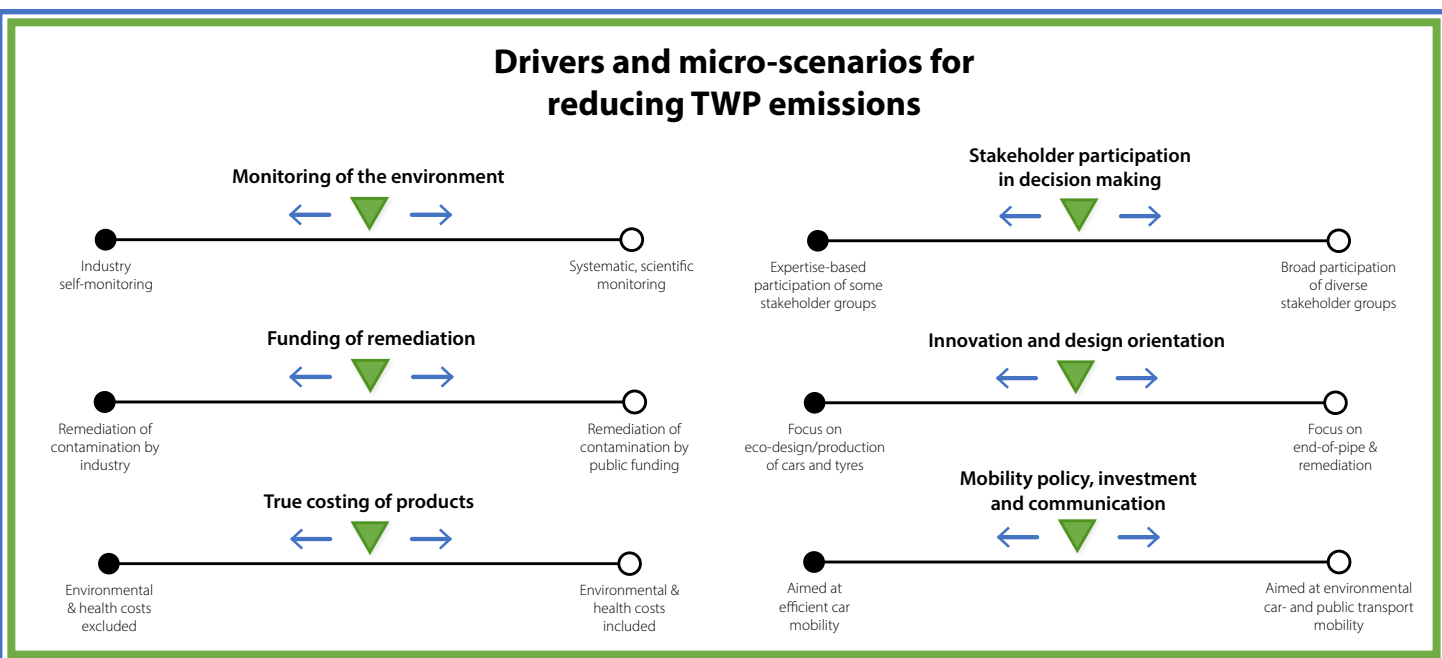 Drivers and micro-scenarios for
reducing TWP emissions
Monitoring of the environment
Industry
self-monitoring
Systematic, scientific
monitoring
Stakeholder participation
in decision making
Expertise-based
participation of some
stakeholder groups
Broad participation
of diverse
stakeholder groups
Funding of remediation
Remediation of
contamination by
industry
Remediation of
contamination by
public funding
Innovation and design orientation
Focus on
eco-design/production
of cars and tyres
Focus on
end-of-pipe &
remediation
True costing of products
Environmental
& health costs
excluded
Environmental &
health costs
included
Mobility policy, investment
and communication
Aimed at
efficient car
mobility
Aimed at environmental
car- and public transport
mobility